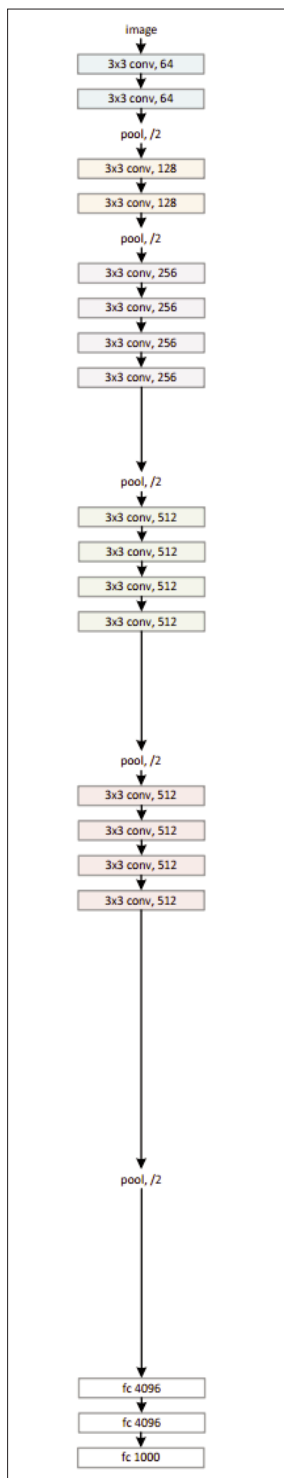 image
3x3 conv, 64
3x3 conv, 64
pool, /2
3x3 conv, 128
3x3 conv, 128
pool, /2
3x3 conv, 256
3x3 conv, 256
3x3 conv, 256
3x3 conv, 256
pool, /2
3x3 conv, 512
3x3 conv, 512
3x3 conv, 512
3x3 conv, 512
pool, /2
3x3 conv, 512
3x3 conv, 512
3x3 conv, 512
3x3 conv, 512
pool, /2
fc 4096
fc 4096
fc 1000